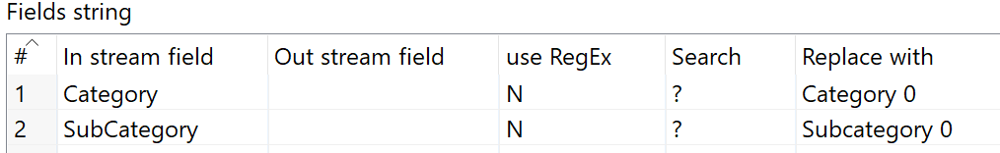 Fields string
# In stream field Out stream field use RegEx Search Replace with
1 Category N ? Category 0
2 SubCategory N ? Subcategory 0